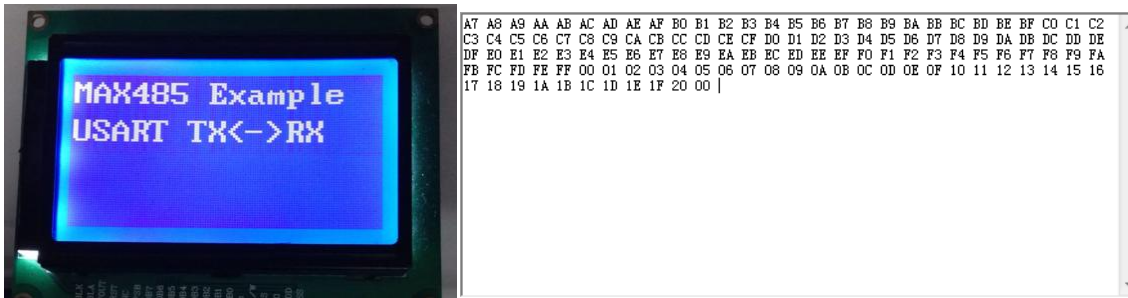 MAX485 Example
USART TX<->RX
A7 A8 A9 AA AB AC AD AE AF B0 B1 B2 B3 B4 B5 B6 B7 B8 B9 BA BB BC BD BE BF C0 C1 C2
C3 C4 C5 C6 C7 C8 C9 CA CB CC CD CE CF D0 D1 D2 D3 D4 D5 D6 D7 D8 D9 DA DB DC DD DE
DF E0 E1 E2 E3 E4 E5 E6 E7 E8 E9 EA EB EC ED EE EF F0 F1 F2 F3 F4 F5 F6 F7 F8 F9 FA
FB FC FD FE FF 00 01 02 03 04 05 06 07 08 09 0A 0B 0C 0D 0E 0F 10 11 12 13 14 15 16
17 18 19 1A 1B 1C 1D 1E 1F 20 00